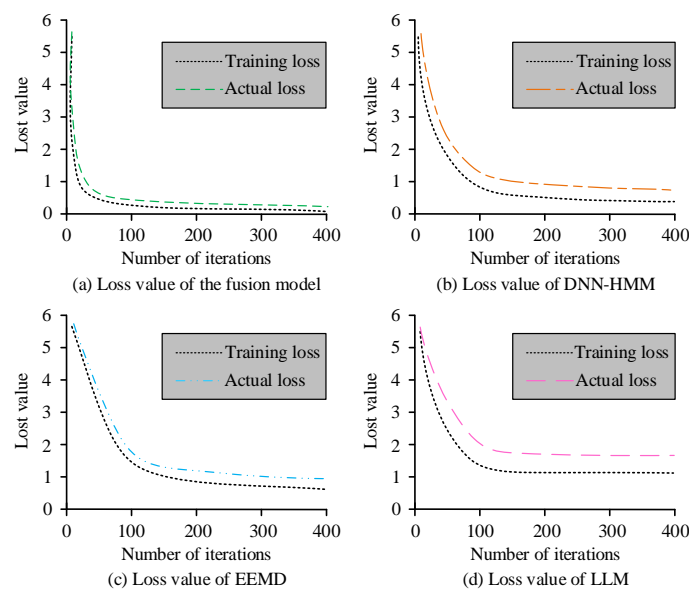 6
5
4
3
2
1
0
Lost value
Training loss
Actual loss
0 100 200 300 400
Number of iterations
(a) Loss value of the fusion model
6
5
4
3
2
1
0
Lost value
Training loss
Actual loss
0 100 200 300 400
Number of iterations
(b) Loss value of DNN-HMM
6
5
4
3
2
1
0
Lost value
Training loss
Actual loss
0 100 200 300 400
Number of iterations
(c) Loss value of EEMD
6
5
4
3
2
1
0
Lost value
Training loss
Actual loss
0 100 200 300 400
Number of iterations
(d) Loss value of LLM